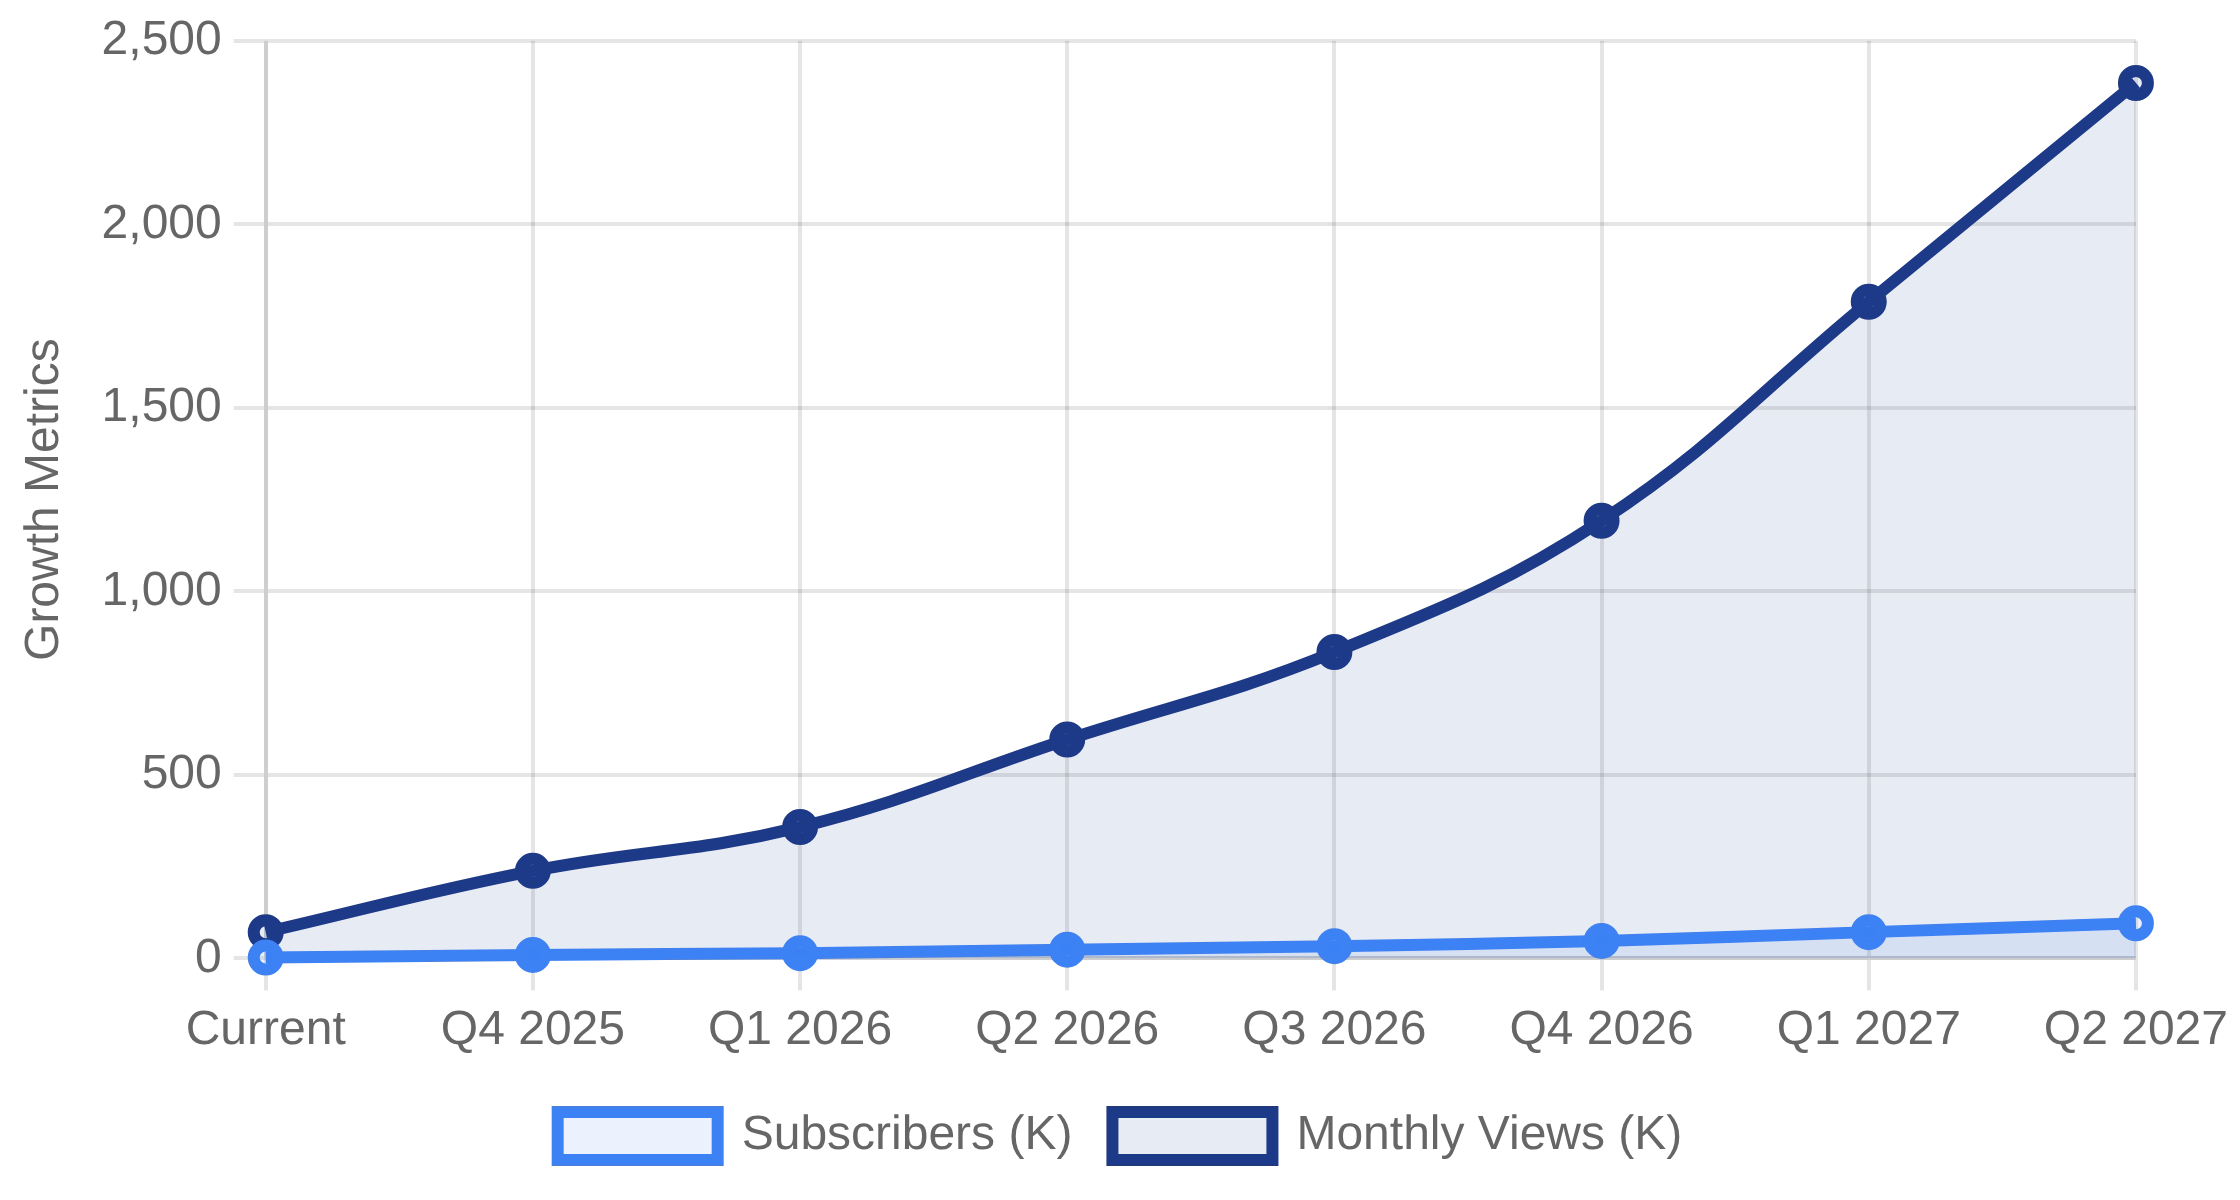 Growth Metrics
2,500
2,000
1,500
1,000
500
0
Current Q4 2025 Q1 2026 Q2 2026 Q3 2026 Q4 2026 Q1 2027 Q2 2027
Subscribers (K) Monthly Views (K)